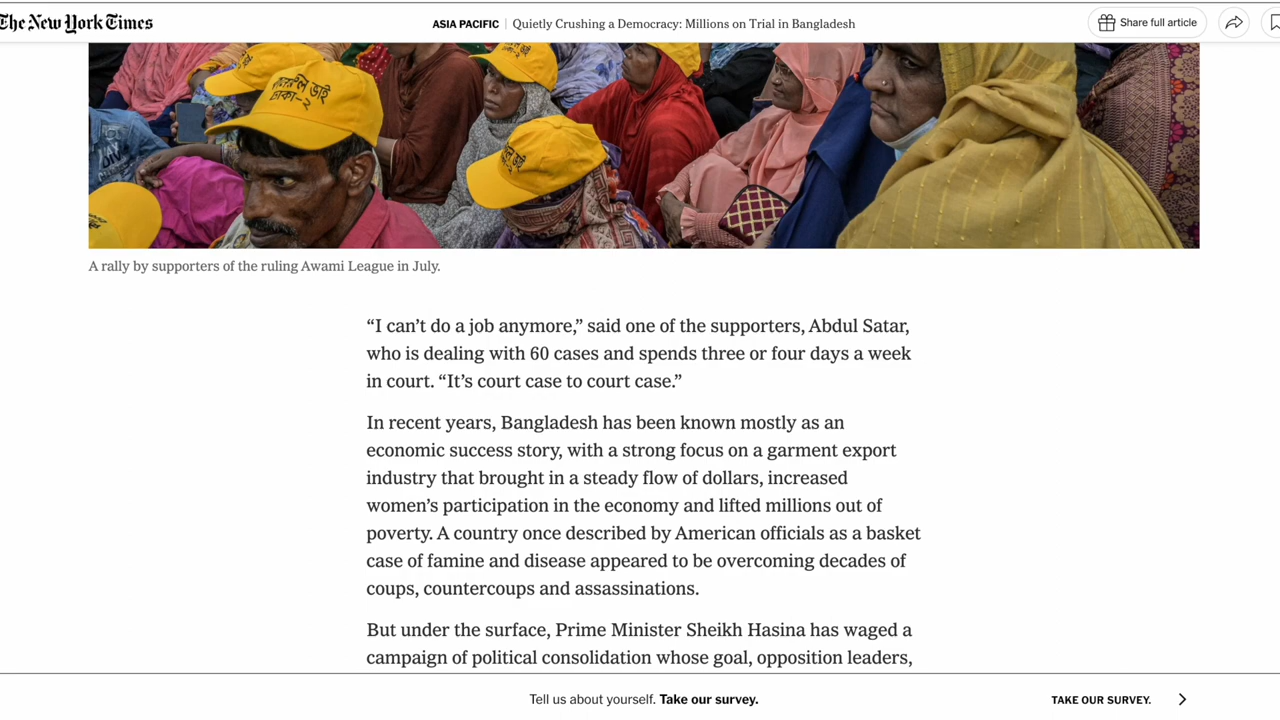 The New York Times
ASIA PACIFIC | Quietly Crushing a Democracy: Millions on Trial in Bangladesh
Share full article
ঢাকা-২
A rally by supporters of the ruling Awami League in July.
“I can’t do a job anymore,” said one of the supporters, Abdul Satar,
who is dealing with 60 cases and spends three or four days a week
in court. “It’s court case to court case.”
In recent years, Bangladesh has been known mostly as an
economic success story, with a strong focus on a garment export
industry that brought in a steady flow of dollars, increased
women’s participation in the economy and lifted millions out of
poverty. A country once described by American officials as a basket
case of famine and disease appeared to be overcoming decades of
coups, countercoups and assassinations.
But under the surface, Prime Minister Sheikh Hasina has waged a
campaign of political consolidation whose goal, opposition leaders,
Tell us about yourself. Take our survey.
TAKE OUR SURVEY.